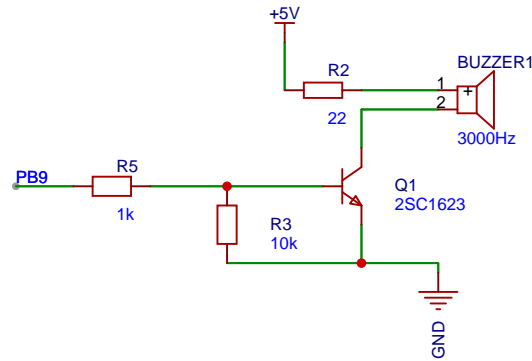 +5V
R2
22
BUZZER1
1
+
2
3000Hz
PB9
R5
1k
Q1
2SC1623
R3
10k
GND